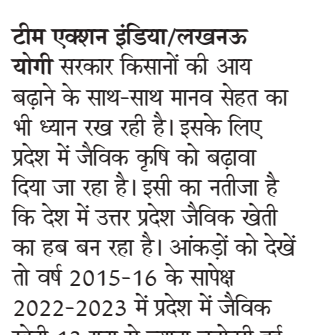 टीम एक्शन इंडिया/लखनऊ
योगी सरकार किसानों की आय
बढ़ाने के साथ-साथ मानव सेहत का
भी ध्यान रख रही है। इसके लिए
प्रदेश में जैविक कृषि को बढ़ावा
दिया जा रहा है। इसी का नतीजा है
कि देश में उत्तर प्रदेश जैविक खेती
का हब बन रहा है। आंकड़ों को देखें
तो वर्ष 2015-16 के सापेक्ष
2022-2023 में प्रदेश में जैविक